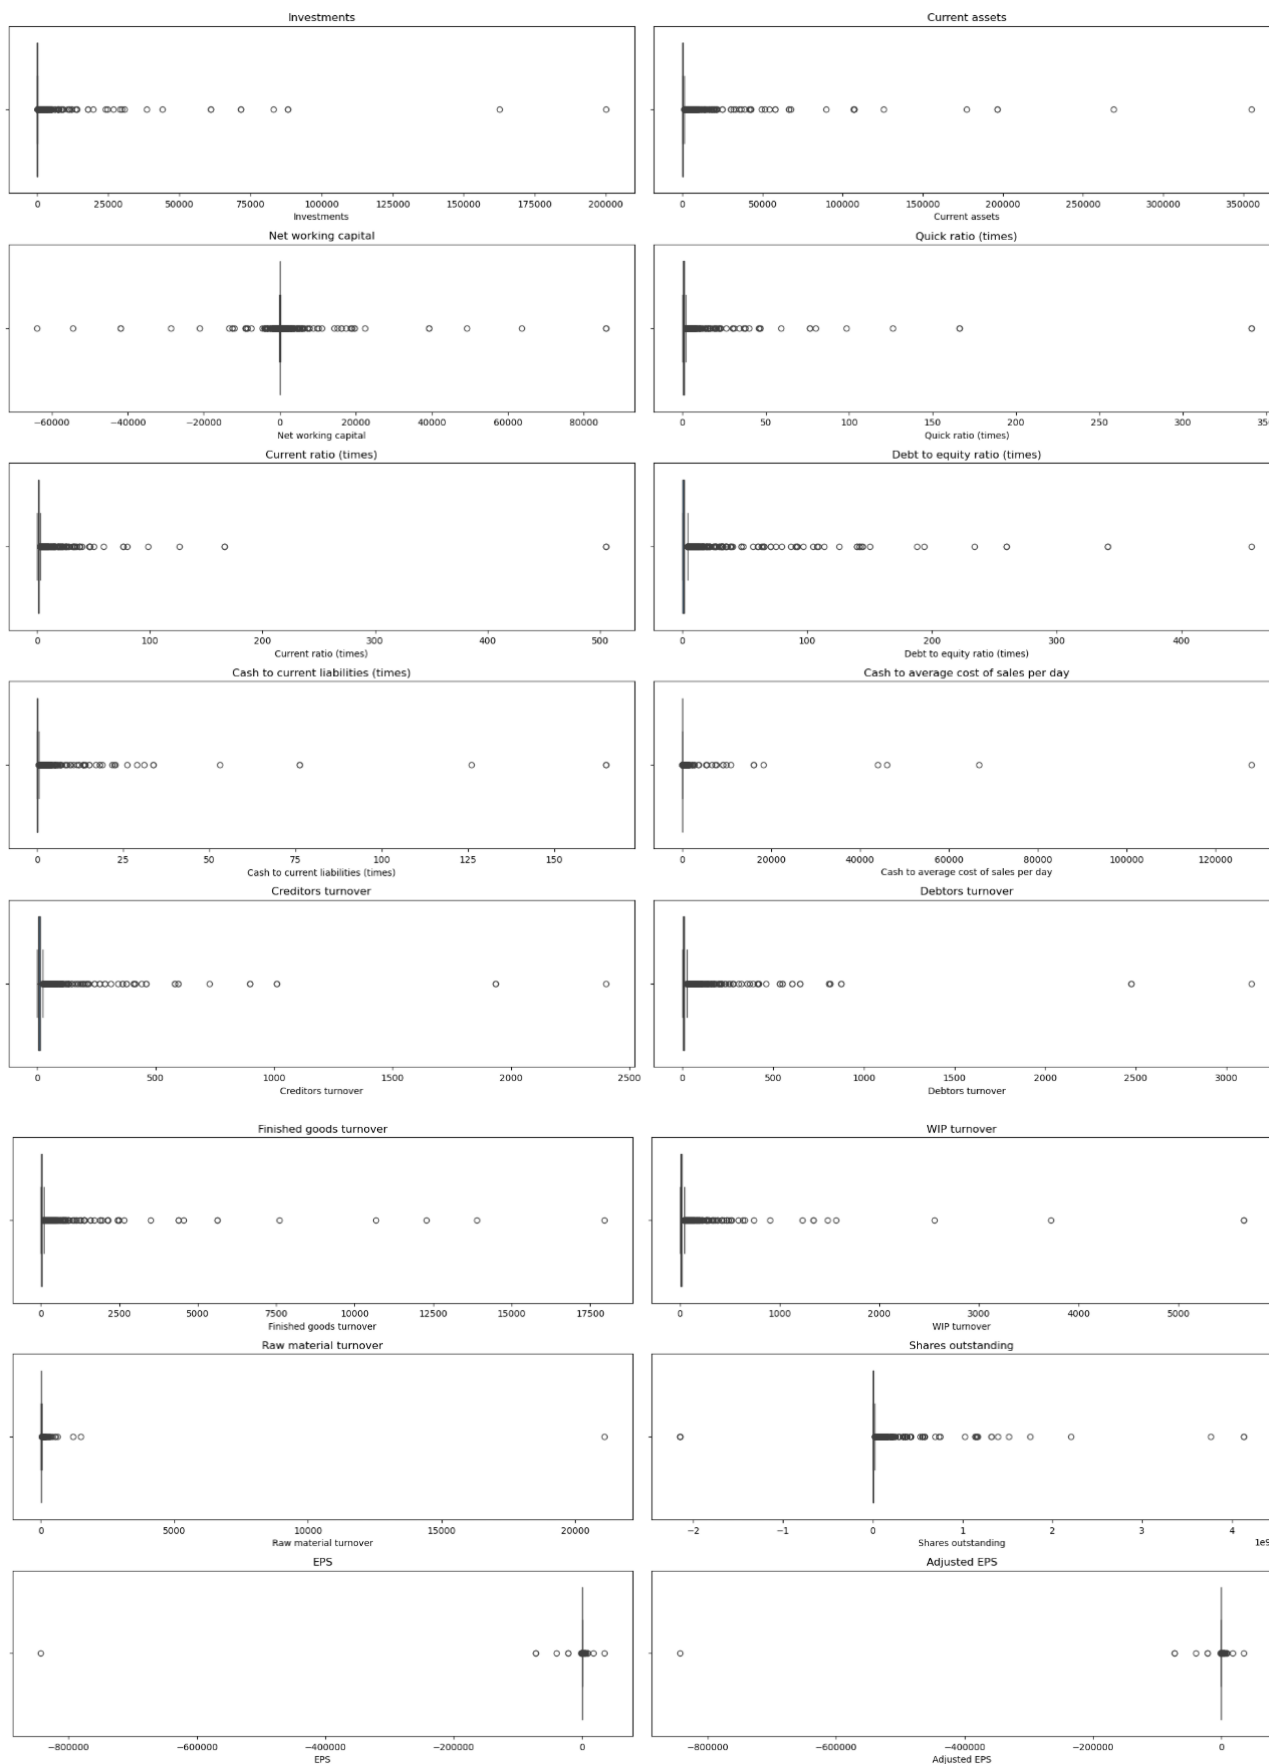 Investments
0 25000 50000 75000 100000 125000 150000 175000 200000
Investments
Current assets
0 50000 100000 150000 200000 250000 300000 350000
Current assets
Net working capital
−60000 −40000 −20000 0 20000 40000 60000 80000
Net working capital
Quick ratio (times)
0 50 100 150 200 250 300
Quick ratio (times)
Current ratio (times)
0 100 200 300 400 500
Current ratio (times)
Debt to equity ratio (times)
0 100 200 300 400
Debt to equity ratio (times)
Cash to current liabilities (times)
0 25 50 75 100 125 150
Cash to current liabilities (times)
Cash to average cost of sales per day
0 20000 40000 60000 80000 100000 120000
Cash to average cost of sales per day
Creditors turnover
0 500 1000 1500 2000 2500
Creditors turnover
Debtors turnover
0 500 1000 1500 2000 2500 3000
Debtors turnover
Finished goods turnover
0 2500 5000 7500 10000 12500 15000 17500
Finished goods turnover
WIP turnover
0 1000 2000 3000 4000 5000
WIP turnover
Raw material turnover
0 5000 10000 15000 20000
Raw material turnover
Shares outstanding
−2 −1 0 1 2 3 4
1e9
Shares outstanding
EPS
−800000 −600000 −400000 −200000 0
EPS
Adjusted EPS
−800000 −600000 −400000 −200000 0
Adjusted EPS